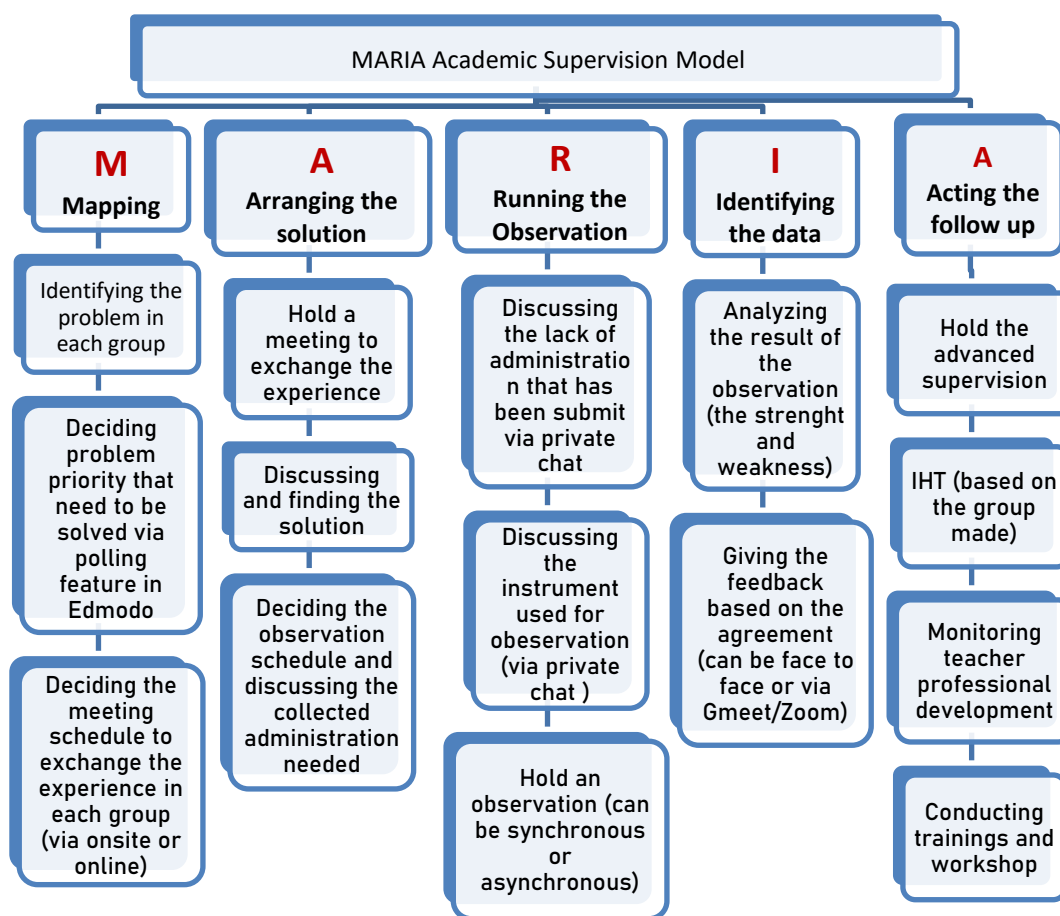 MARIA Academic Supervision Model
M
Mapping
Identifying the
problem in
each group
Deciding
problem
priority that
need to be
solved via
polling
feature in
Edmodo
Deciding the
meeting
schedule to
exchange the
experience in
each group
(via onsite or
online)
A
Arranging the
solution
Hold a
meeting to
exchange the
experience
Discussing
and finding the
solution
Deciding the
observation
schedule and
discussing the
collected
administration
needed
R
Running the
Observation
Discussing
the lack of
administratio
n that has
been submit
via private
chat
Discussing
the
instrument
used for
obeservation
(via private
chat )
Hold an
observation (can
be synchronous
or
asynchronous)
I
Identifying
the data
Analyzing
the result of
the
observation
(the strenght
and
weakness)
Giving the
feedback
based on the
agreement
(can be face to
face or via
Gmeet/Zoom)
A
Acting the
follow up
Hold the
advanced
supervision
IHT (based on
the group
made)
Monitoring
teacher
professional
development
Conducting
trainings and
workshop